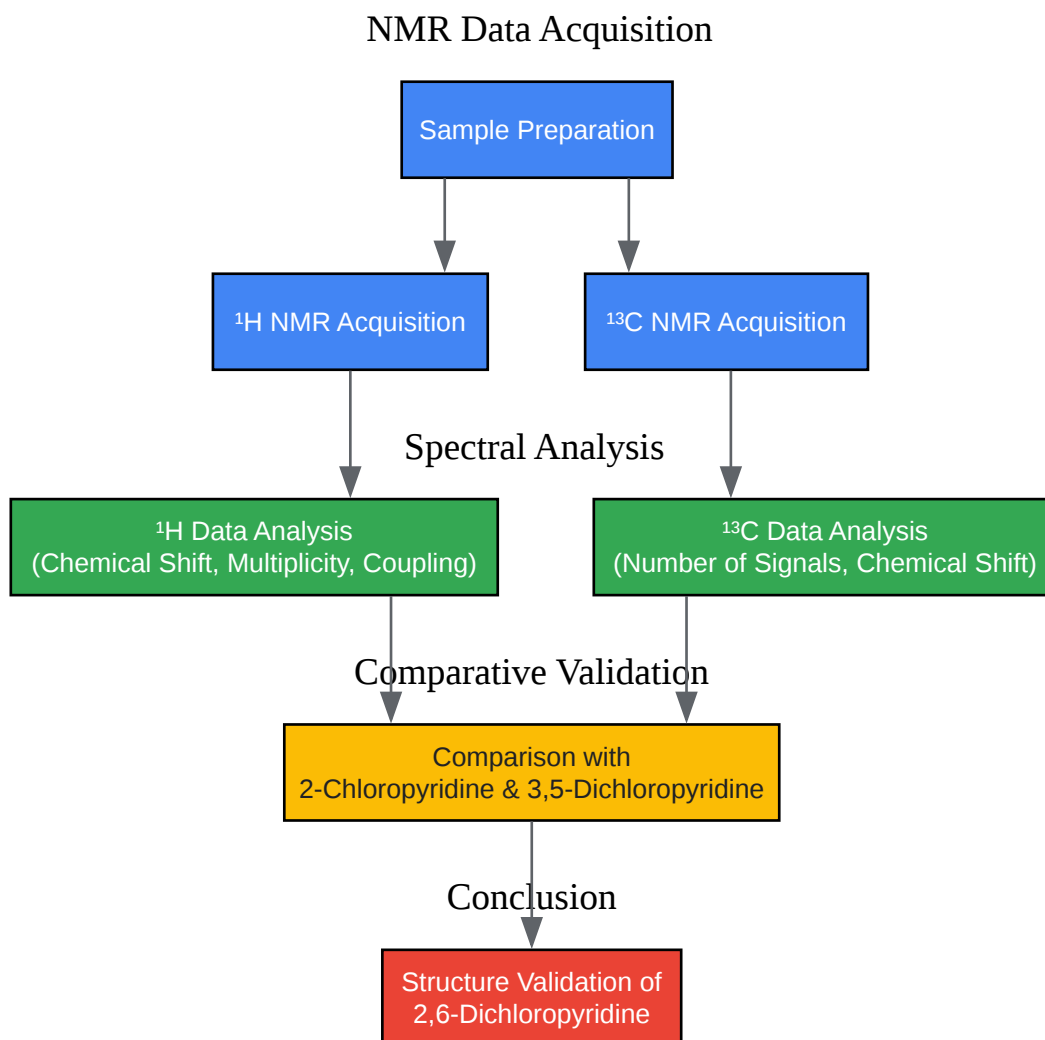 NMR Data Acquisition
Sample Preparation
¹H NMR Acquisition
¹³C NMR Acquisition
Spectral Analysis
¹H Data Analysis
(Chemical Shift, Multiplicity, Coupling)
¹³C Data Analysis
(Number of Signals, Chemical Shift)
Comparative Validation
Comparison with
2-Chloropyridine & 3,5-Dichloropyridine
Conclusion
Structure Validation of
2,6-Dichloropyridine